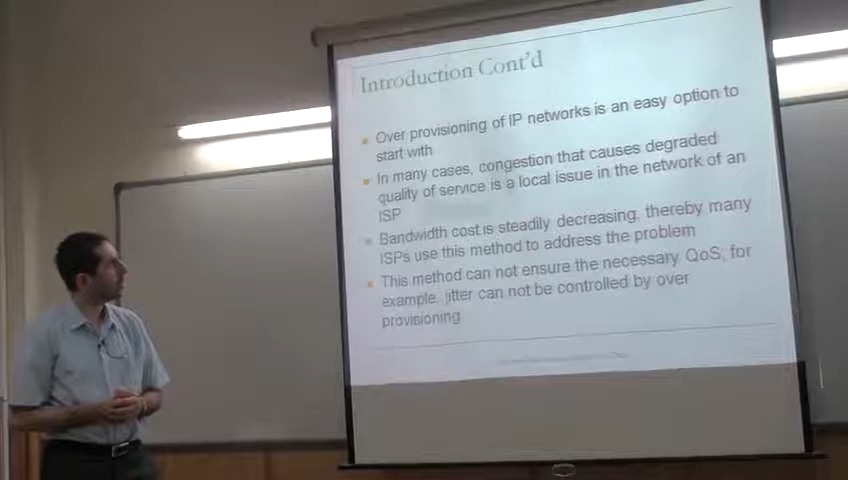 Introduction Cont'd
Over provisioning of IP networks is an easy option to
start with
In many cases, congestion that causes degraded
quality of service is a local issue in the network of an
ISP
Bandwidth cost is steadily decreasing, thereby many
ISPs use this method to address the problem
This method can not ensure the necessary QoS, for
example, jitter can not be controlled by over
provisioning